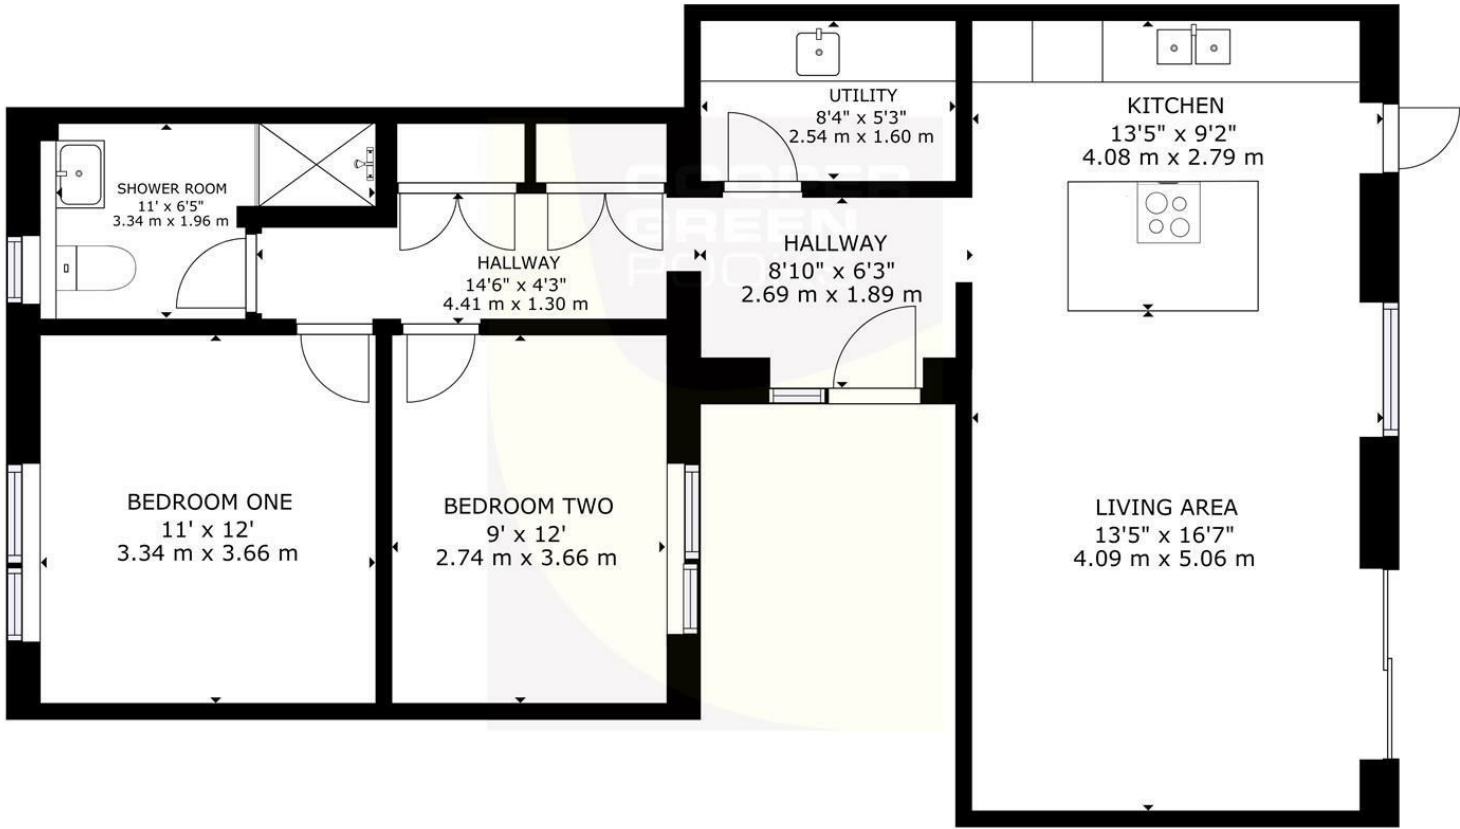 UTILITY
8'4" x 5'3"
2.54 m x 1.60 m
KITCHEN
13'5" x 9'2"
4.08 m x 2.79 m
SHOWER ROOM
11' x 6'5"
3.34 m x 1.96 m
HALLWAY
14'6" x 4'3"
4.41 m x 1.30 m
HALLWAY
8'10" x 6'3"
2.69 m x 1.89 m
COOPER
GREEN
POOKS
BEDROOM ONE
11' x 12'
3.34 m x 3.66 m
BEDROOM TWO
9' x 12'
2.74 m x 3.66 m
LIVING AREA
13'5" x 16'7"
4.09 m x 5.06 m